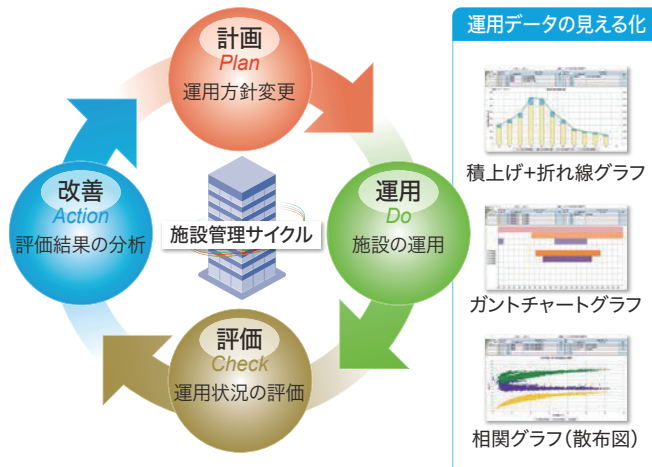 計画
Plan
運用方針変更
運用
Do
施設の運用
評価
Check
運用状況の評価
改善
Action
評価結果の分析
施設管理サイクル
運用データの見える化
積上げ+折れ線グラフ
ガントチャートグラフ
相関グラフ(散布図)